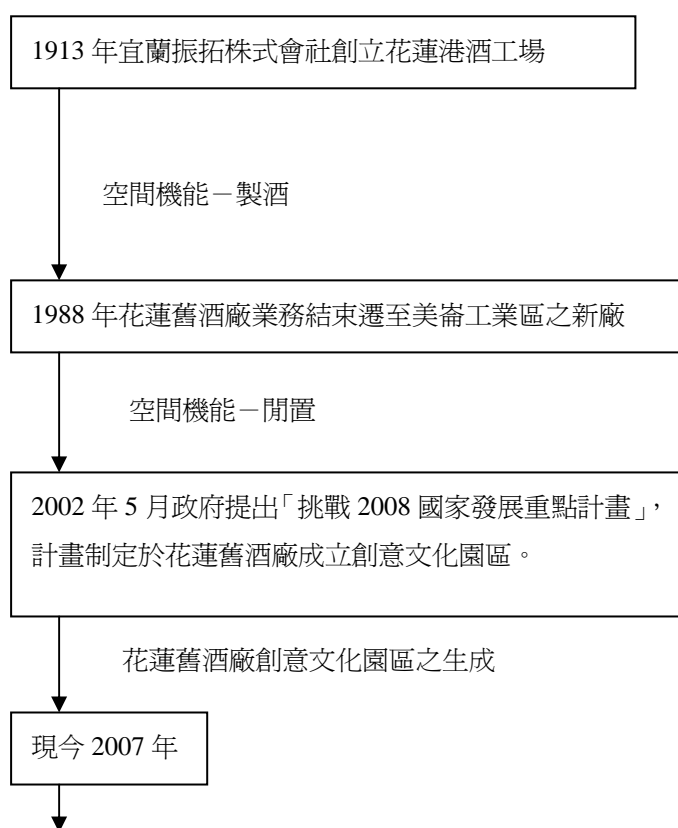 1913 年宜蘭振拓株式會社創立花蓮港酒工場
空間機能－製酒
1988 年花蓮舊酒廠業務結束遷至美崙工業區之新廠
空間機能－閒置
2002 年 5 月政府提出「挑戰 2008 國家發展重點計畫」，
計畫制定於花蓮舊酒廠成立創意文化園區。
花蓮舊酒廠創意文化園區之生成
現今 2007 年